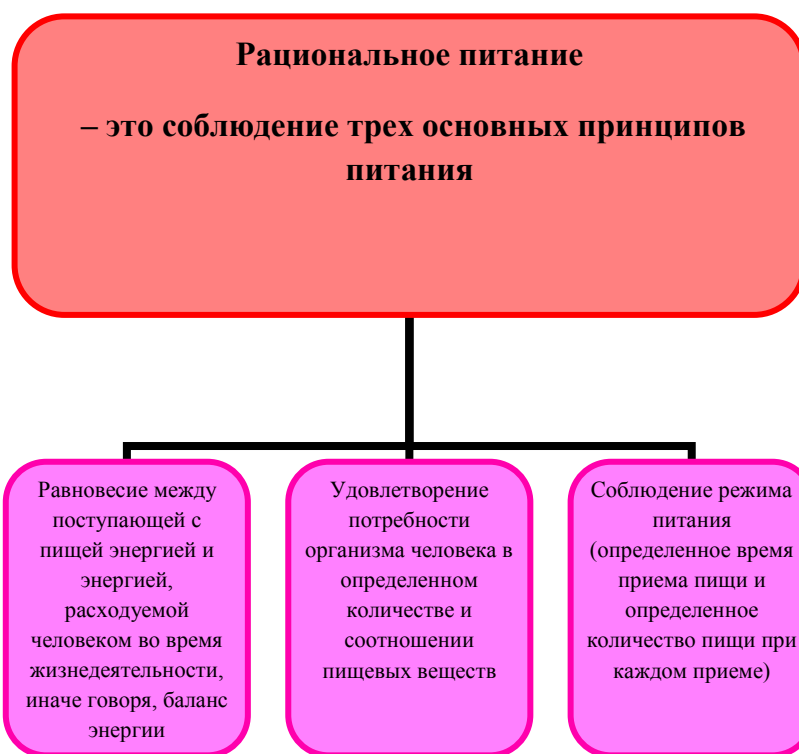 Рациональное питание
– это соблюдение трех основных принципов
питания
Равновесие между
поступающей с
пищей энергией и
энергией,
расходуемой
человеком во время
жизнедеятельности,
иначе говоря, баланс
энергии
Удовлетворение
потребности
организма человека в
определенном
количестве и
соотношении
пищевых веществ
Соблюдение режима
питания
(определенное время
приема пищи и
определенное
количество пищи при
каждом приеме)